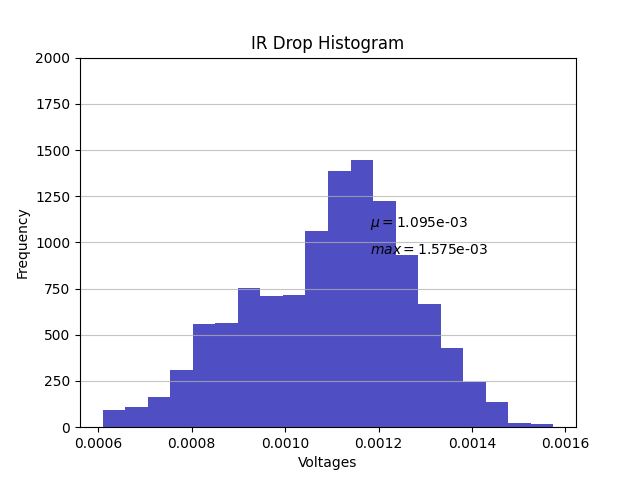 IR Drop Histogram
2000
1750
1500
1250
1000
750
500
250
0
Frequency
μ = 1.095e-03
max = 1.575e-03
0.0006 0.0008 0.0010 0.0012 0.0014 0.0016
Voltages